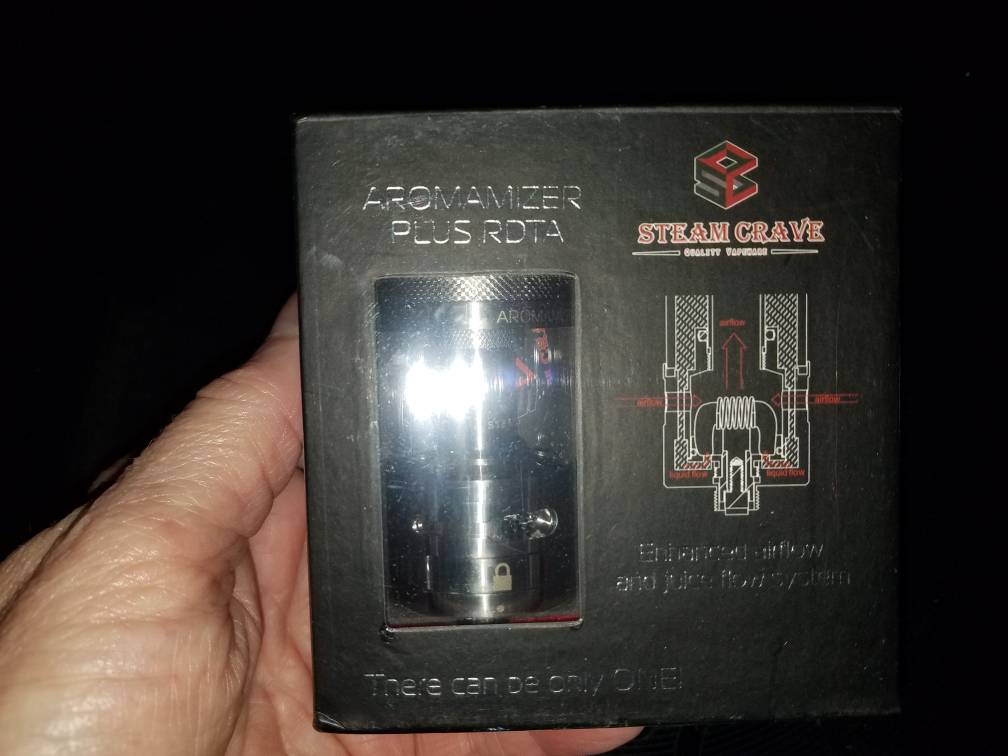 AROMAMIZER
PLUS RDTA
STEAM CRAVE
QUALITY VAPEWARE
AROMA
airflow
airflow
airflow
liquid flow
liquid flow
Enhanced airflow
and juice flow system
There can be only ONE!